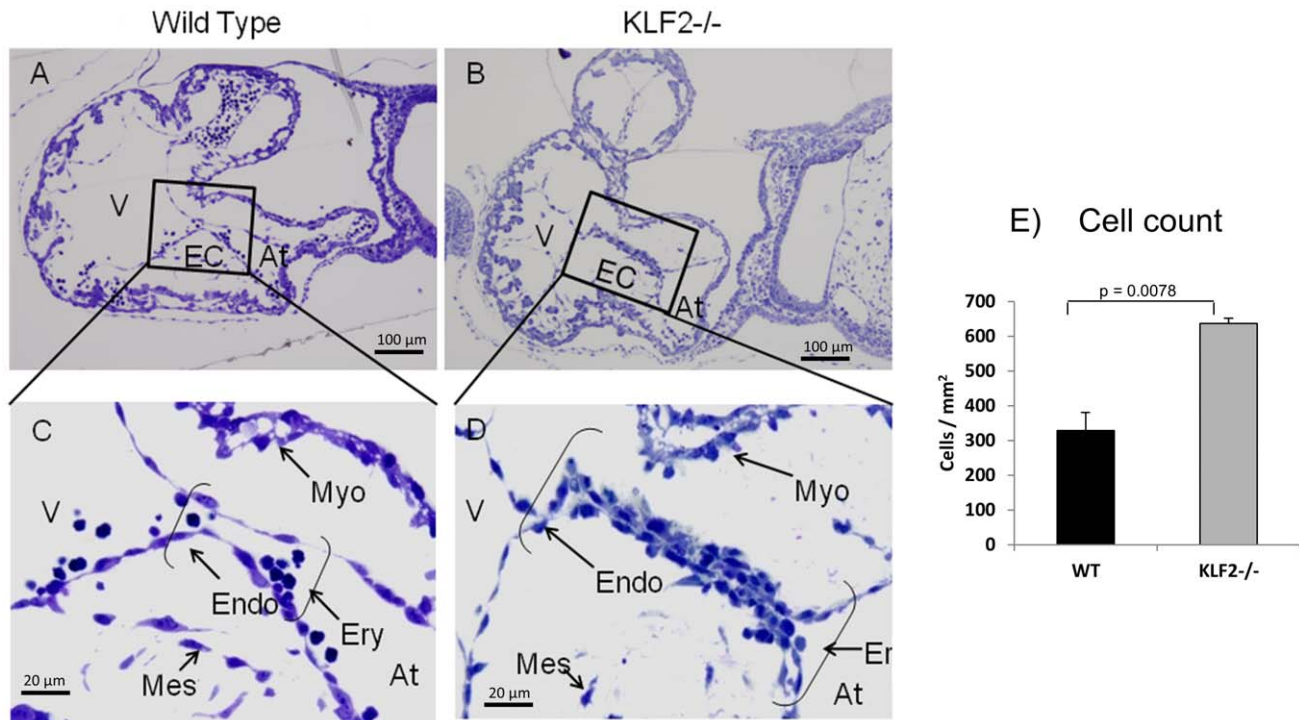 Wild Type
KLF2-/-
A
V
EC
At
100 µm
B
V
EC
At
100 µm
C
V
Myo
Endo
Ery
Mes
At
20 µm
D
V
Myo
Endo
Er
Mes
At
20 µm
E) Cell count
p = 0.0078
Cells / mm²
700
600
500
400
300
200
100
0
WT
KLF2-/-